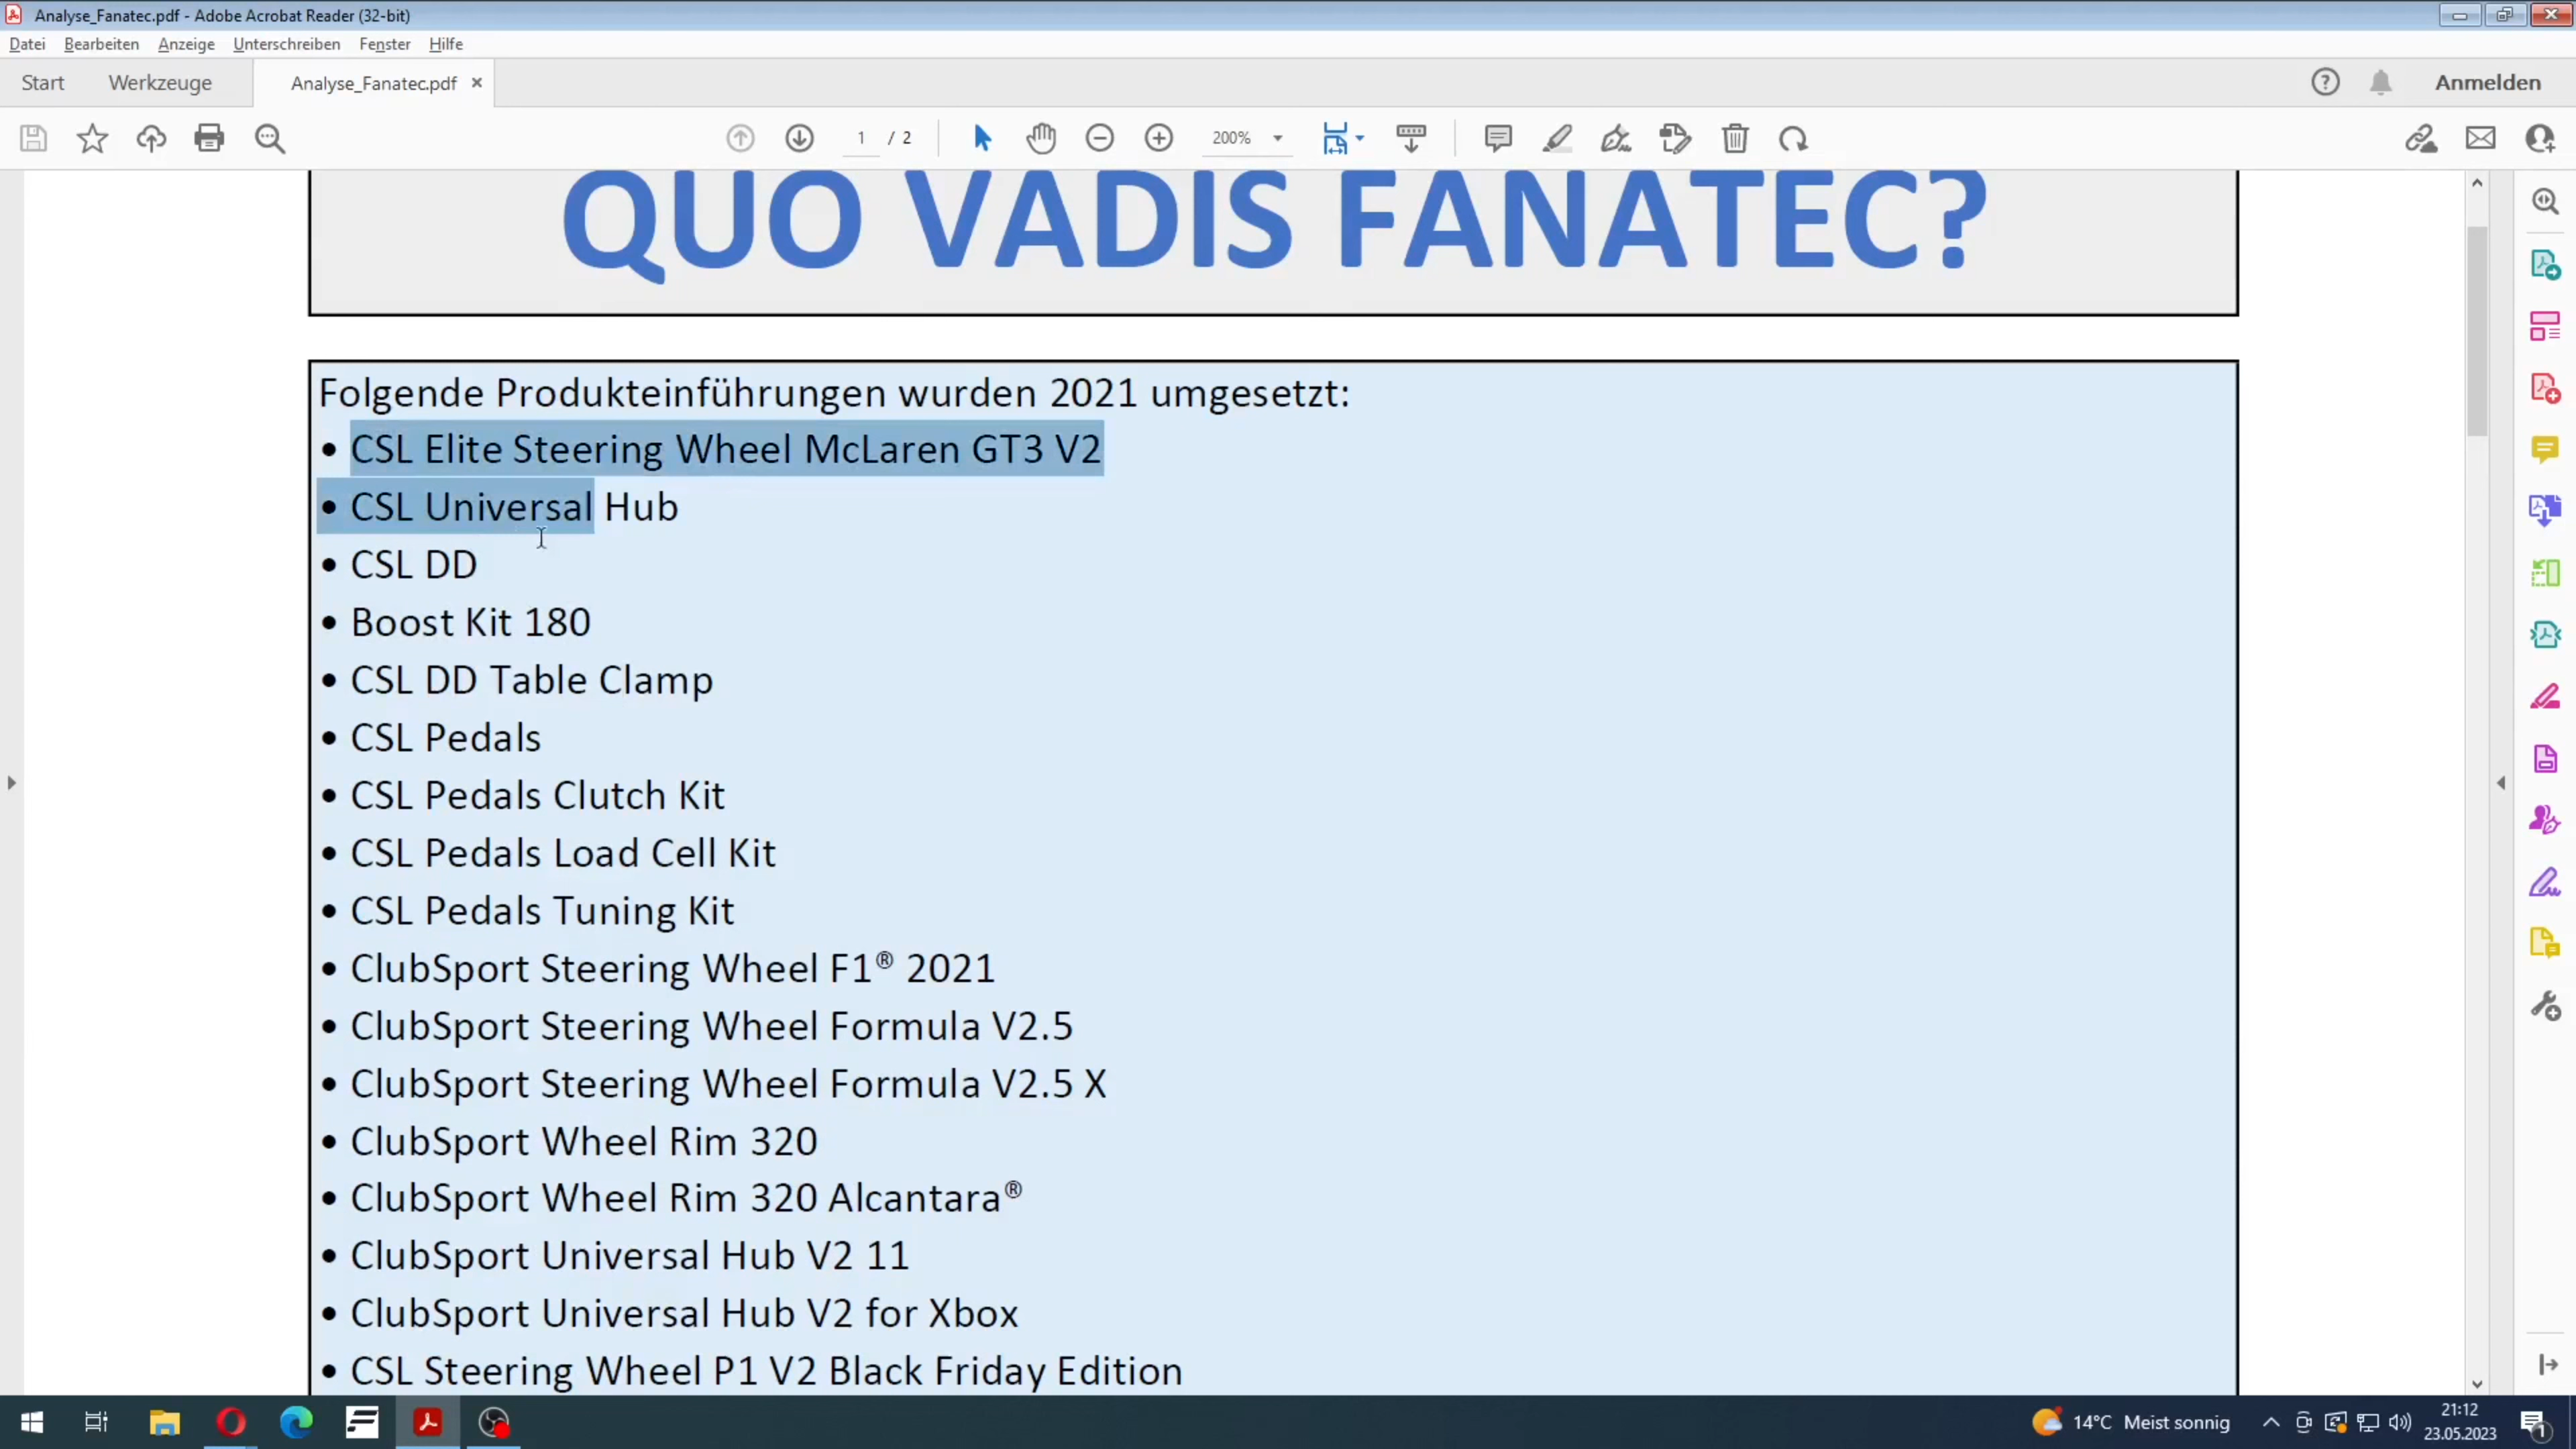 Analyse_Fanatec.pdf - Adobe Acrobat Reader (32-bit)
Datei Bearbeiten Anzeige Unterschreiben Fenster Hilfe
Start Werkzeuge Analyse_Fanatec.pdf Anmelden
1 / 2 200%
QUO VADIS FANATEC?
Folgende Produkteinführungen wurden 2021 umgesetzt:
• CSL Elite Steering Wheel McLaren GT3 V2
• CSL Universal Hub
• CSL DD
• Boost Kit 180
• CSL DD Table Clamp
• CSL Pedals
• CSL Pedals Clutch Kit
• CSL Pedals Load Cell Kit
• CSL Pedals Tuning Kit
• ClubSport Steering Wheel F1® 2021
• ClubSport Steering Wheel Formula V2.5
• ClubSport Steering Wheel Formula V2.5 X
• ClubSport Wheel Rim 320
• ClubSport Wheel Rim 320 Alcantara®
• ClubSport Universal Hub V2 11
• ClubSport Universal Hub V2 for Xbox
• CSL Steering Wheel P1 V2 Black Friday Edition
14°C Meist sonnig
21:12
23.05.2023
1